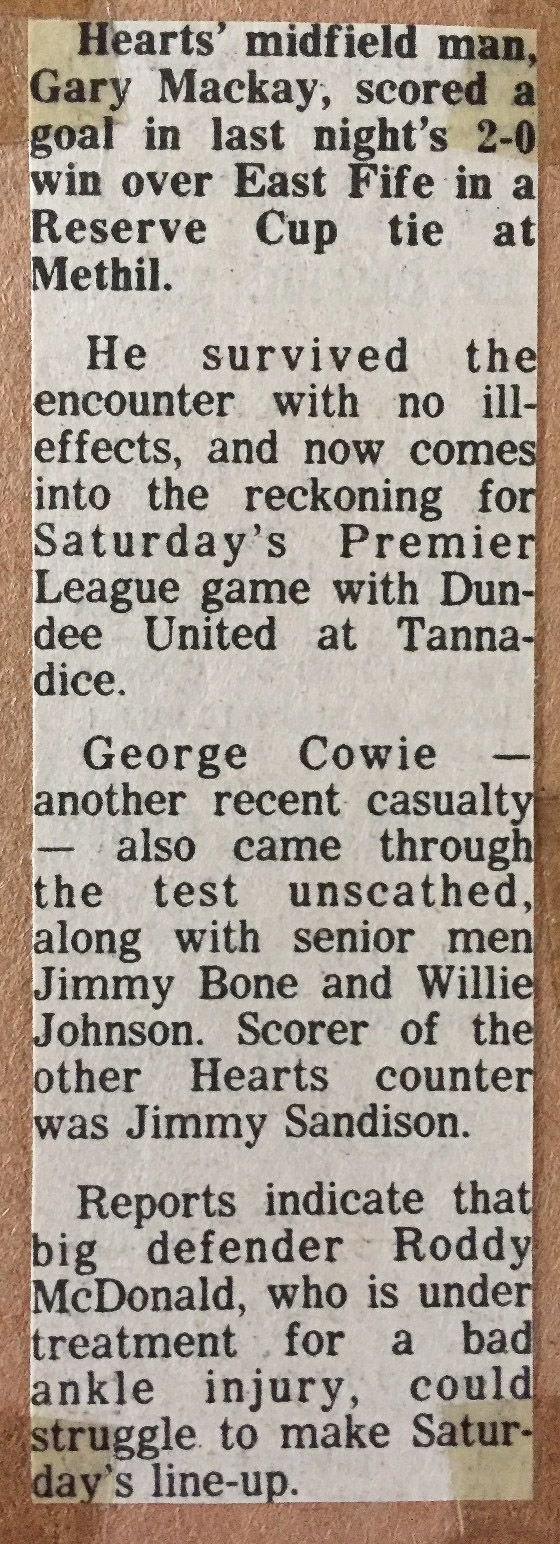 Hearts' midfield man,
Gary Mackay, scored a
goal in last night's 2-0
win over East Fife in a
Reserve Cup tie at
Methil.
He survived the
encounter with no ill-
effects, and now comes
into the reckoning for
Saturday's Premier
League game with Dun-
dee United at Tanna-
dice.
George Cowie —
another recent casualty
— also came through
the test unscathed,
along with senior men
Jimmy Bone and Willie
Johnson. Scorer of the
other Hearts counter
was Jimmy Sandison.
Reports indicate that
big defender Roddy
McDonald, who is under
treatment for a bad
ankle injury, could
struggle to make Satur-
day's line-up.